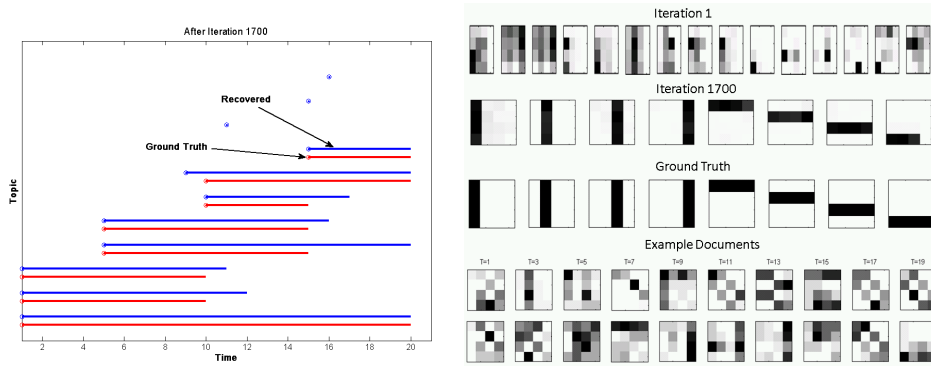 After Iteration 1700
Recovered
Ground Truth
Topic
2 4 6 8 10 12 14 16 18 20
Time
Iteration 1
Iteration 1700
Ground Truth
Example Documents
T=1 T=3 T=5 T=7 T=9 T=11 T=13 T=15 T=17 T=19